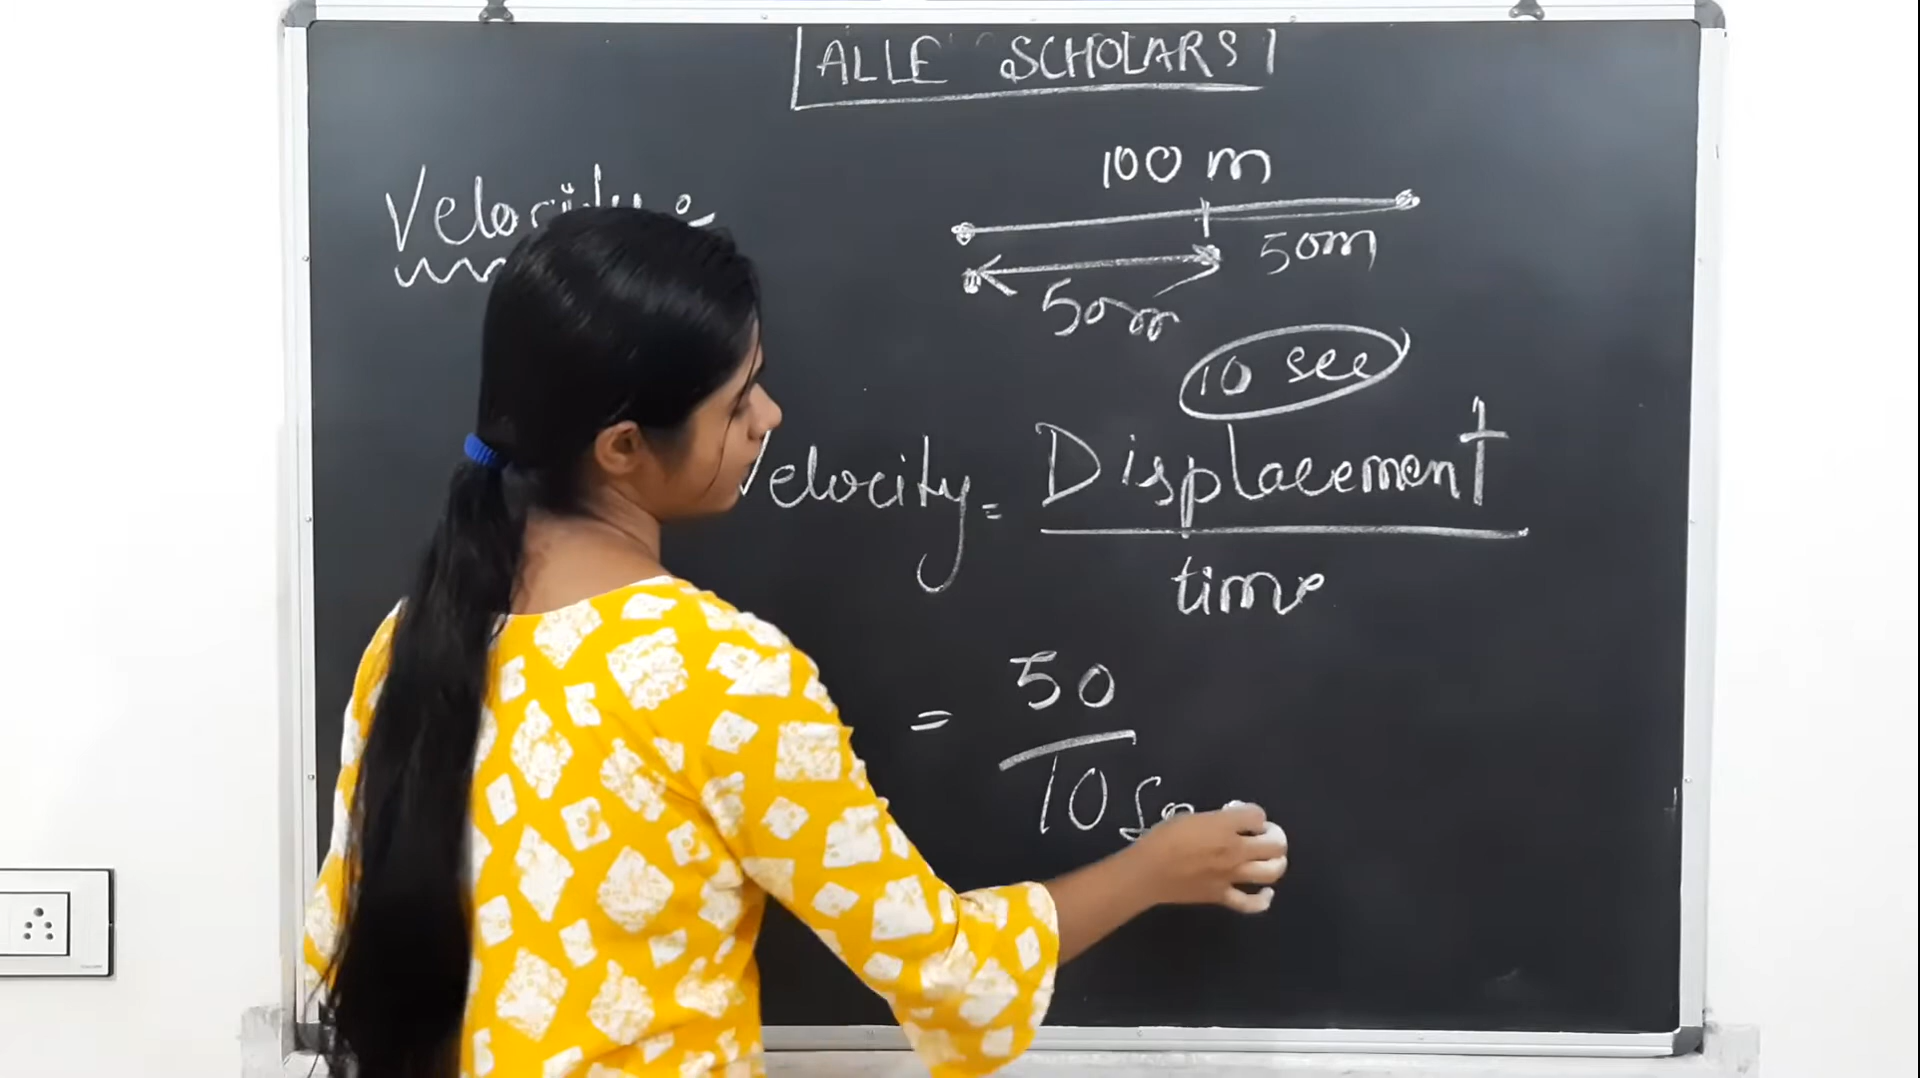 ALLE SCHOLARS
100 m
50m
50m
10 sec
Velocity = Displacement
time
= 50
10